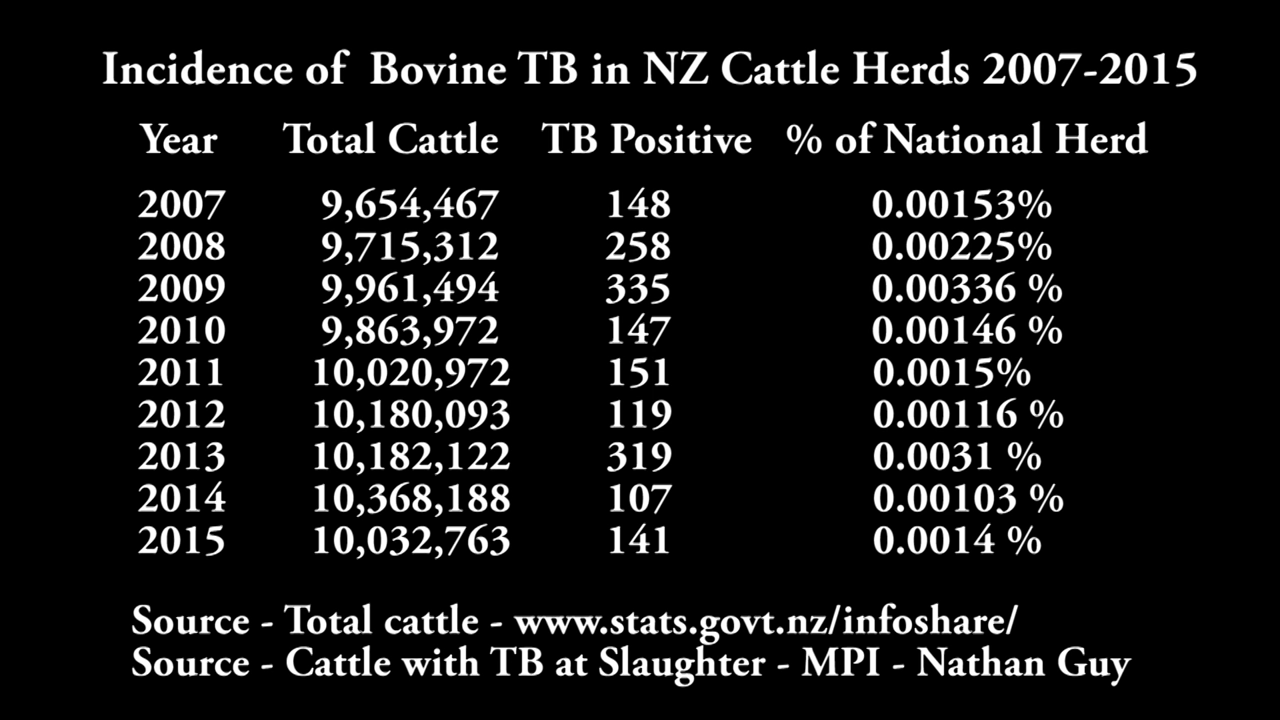 Incidence of Bovine TB in NZ Cattle Herds 2007-2015
Year Total Cattle TB Positive % of National Herd
2007 9,654,467 148 0.00153%
2008 9,715,312 258 0.00225%
2009 9,961,494 335 0.00336 %
2010 9,863,972 147 0.00146 %
2011 10,020,972 151 0.0015%
2012 10,180,093 119 0.00116 %
2013 10,182,122 319 0.0031 %
2014 10,368,188 107 0.00103 %
2015 10,032,763 141 0.0014 %
Source - Total cattle - www.stats.govt.nz/infoshare/
Source - Cattle with TB at Slaughter - MPI - Nathan Guy